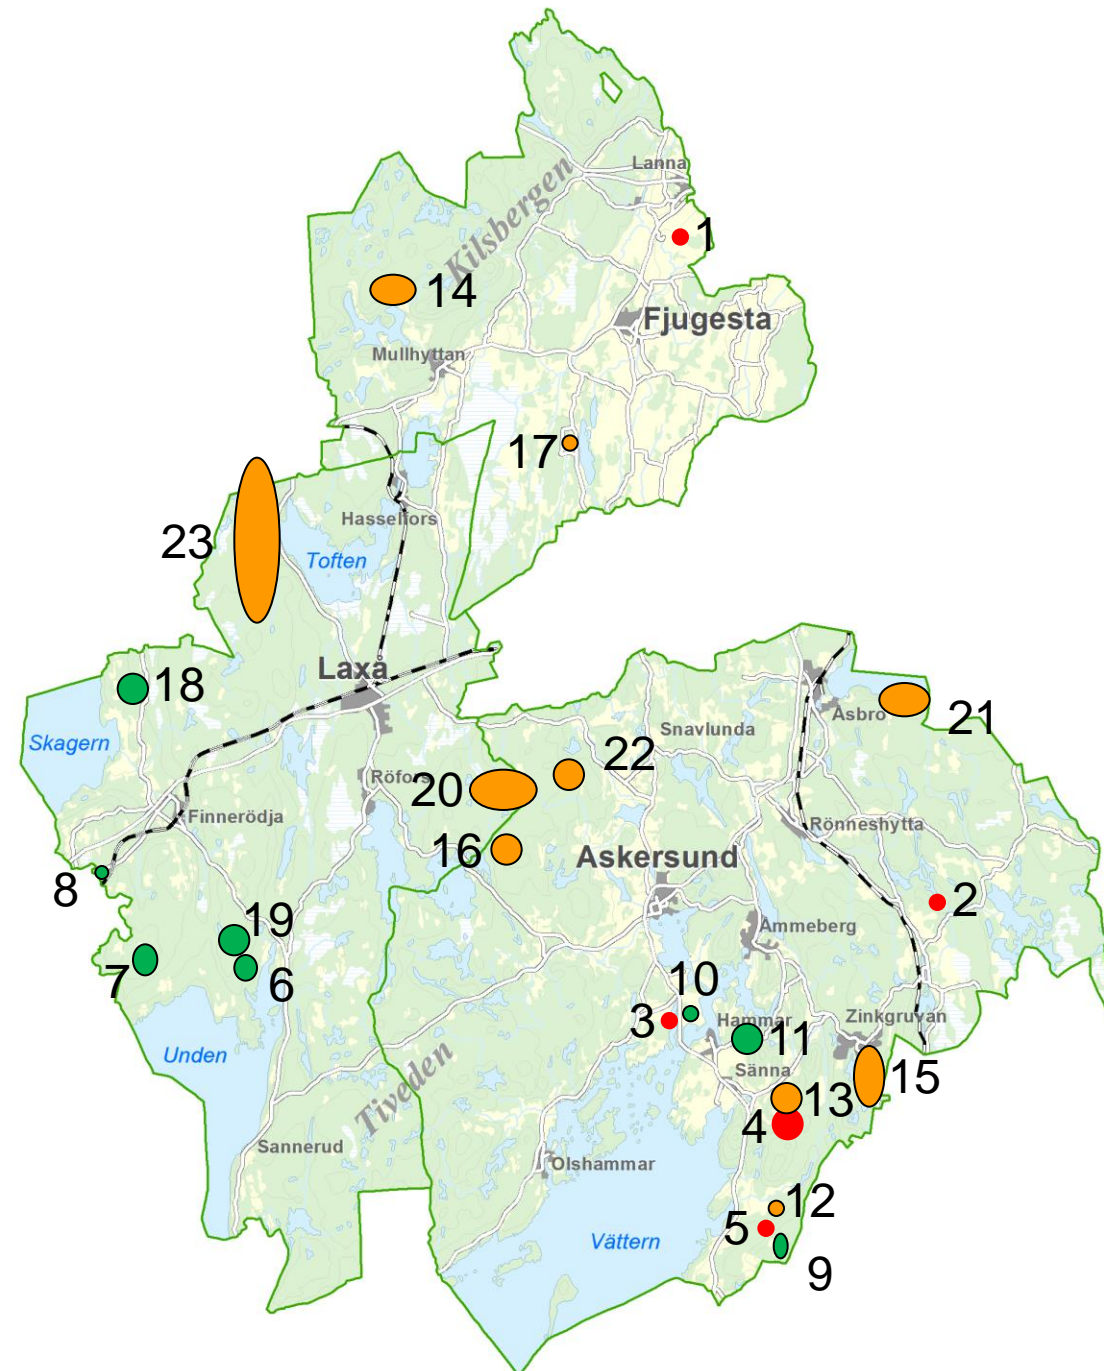 Lanna
Kilsbergen
1
14
Fjugesta
Mullhyttan
17
Hasselfors
23
Toften
Laxå
18
Åsbro
21
Snavlunda
Skagern
22
Röfors
20
Finnerödja
Rönneshytta
16
Askersund
8
2
Åmmeberg
19
7
6
10
3
Hammar
11
Zinkgruvan
Unden
Sänna
15
Tiveden
13
4
Sannerud
Olshammar
12
5
Vättern
9